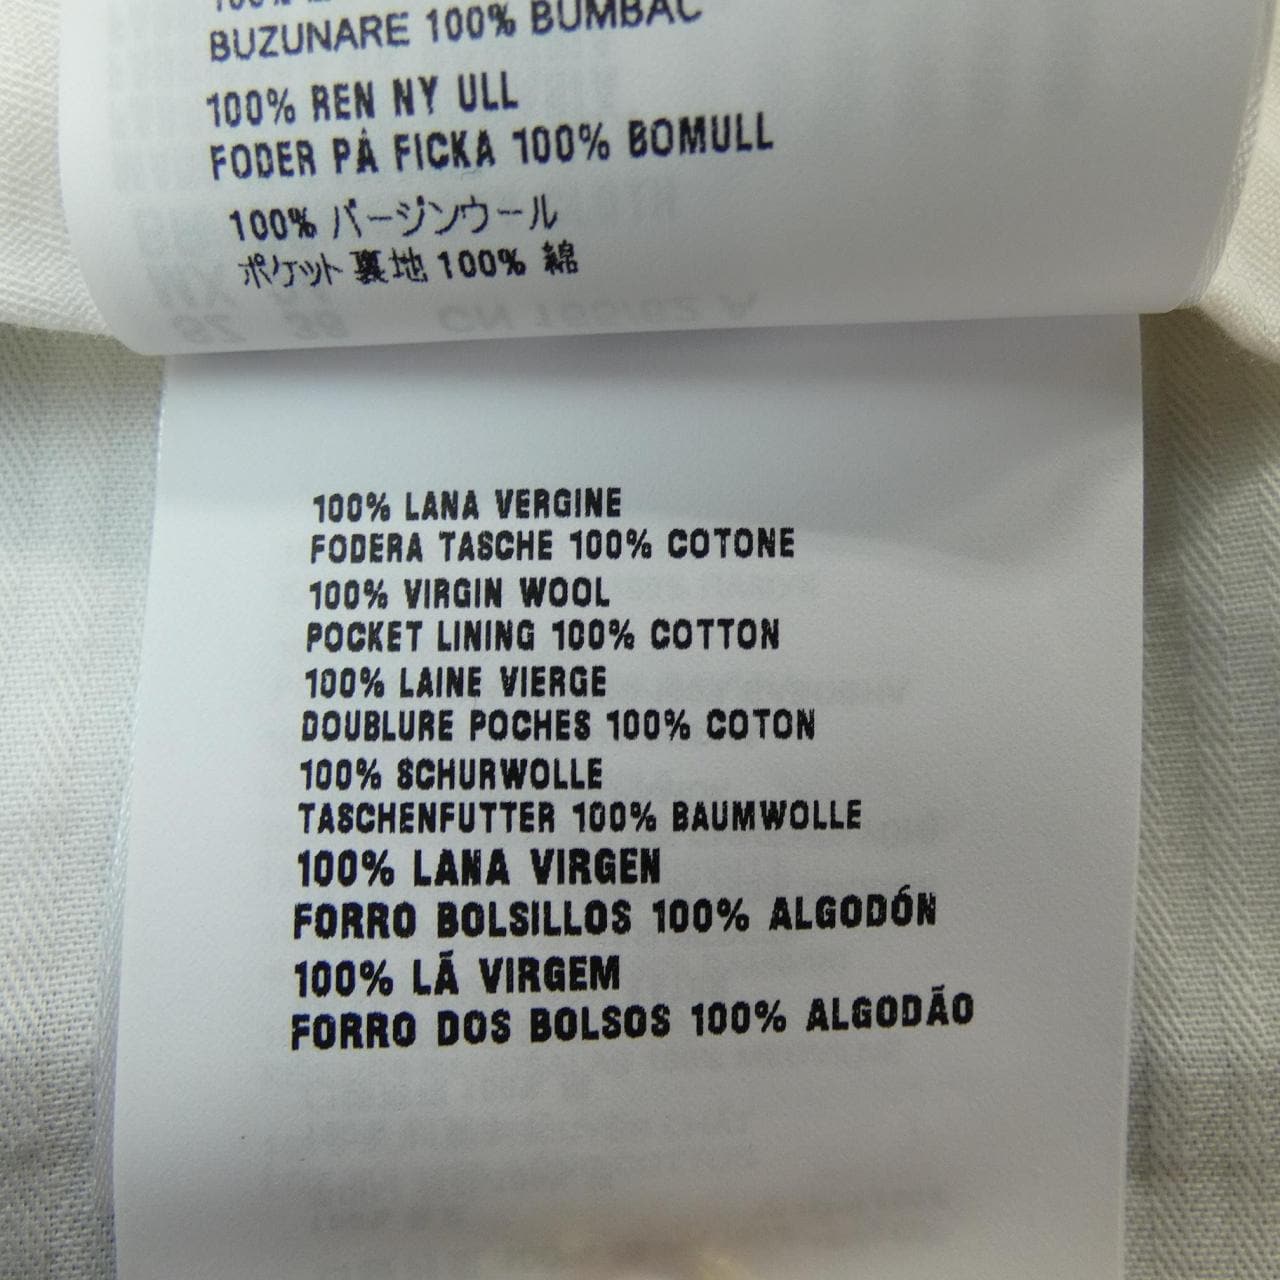 BUZUNARE 100% BUMBAC
100% REN NY ULL
FODER PÅ FICKA 100% BOMULL
100% バージンウール
ポケット裏地 100% 綿
100% LANA VERGINE
FODERA TASCHE 100% COTONE
100% VIRGIN WOOL
POCKET LINING 100% COTTON
100% LAINE VIERGE
DOUBLURE POCHES 100% COTON
100% SCHURWOLLE
TASCHENFUTTER 100% BAUMWOLLE
100% LANA VIRGEN
FORRO BOLSILLOS 100% ALGODÓN
100% LÃ VIRGEM
FORRO DOS BOLSOS 100% ALGODÃO